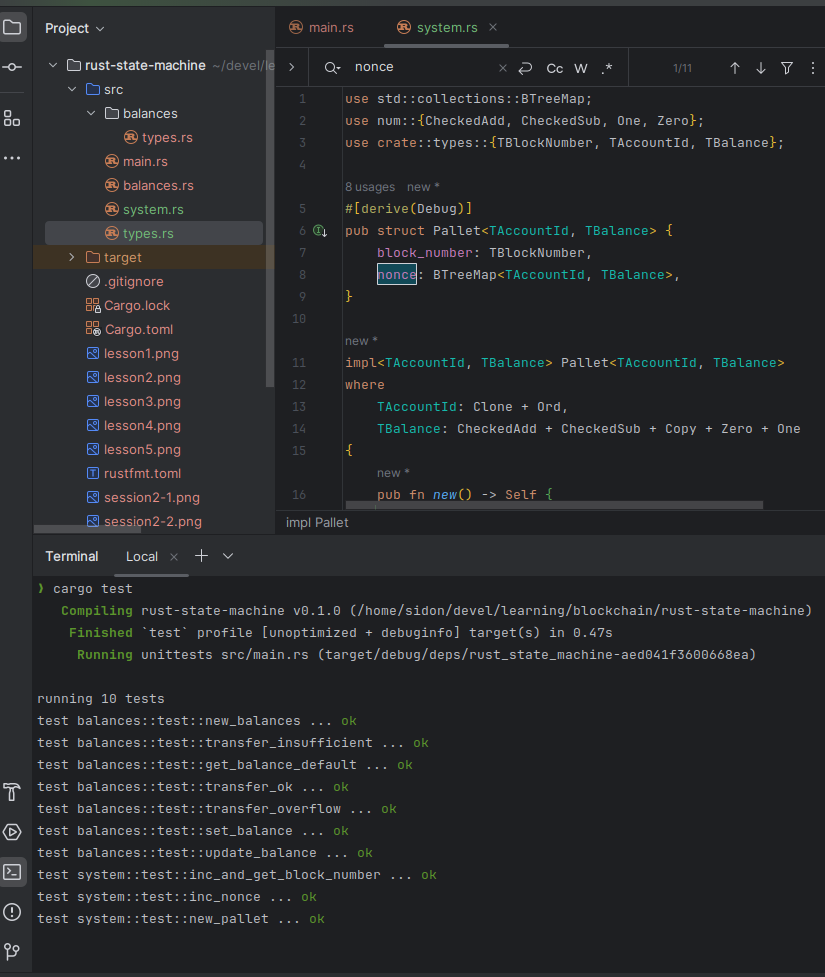 Project
rust-state-machine ~/devel/le
src
balances
types.rs
main.rs
balances.rs
system.rs
types.rs
target
.gitignore
Cargo.lock
Cargo.toml
lesson1.png
lesson2.png
lesson3.png
lesson4.png
lesson5.png
rustfmt.toml
session2-1.png
session2-2.png
main.rs system.rs
nonce Cc W .* 1/11
1 use std::collections::BTreeMap;
2 use num::{CheckedAdd, CheckedSub, One, Zero};
3 use crate::types::{TBlockNumber, TAccountId, TBalance};
4
8 usages new *
5 #[derive(Debug)]
6 pub struct Pallet<TAccountId, TBalance> {
7 block_number: TBlockNumber,
8 nonce: BTreeMap<TAccountId, TBalance>,
9 }
10
new *
11 impl<TAccountId, TBalance> Pallet<TAccountId, TBalance>
12 where
13 TAccountId: Clone + Ord,
14 TBalance: CheckedAdd + CheckedSub + Copy + Zero + One
15 {
new *
16 pub fn new() -> Self {
impl Pallet
Terminal Local
❯ cargo test
Compiling rust-state-machine v0.1.0 (/home/sidon/devel/learning/blockchain/rust-state-machine)
Finished `test` profile [unoptimized + debuginfo] target(s) in 0.47s
Running unittests src/main.rs (target/debug/deps/rust_state_machine-aed041f3600668ea)
running 10 tests
test balances::test::new_balances ... ok
test balances::test::transfer_insufficient ... ok
test balances::test::get_balance_default ... ok
test balances::test::transfer_ok ... ok
test balances::test::transfer_overflow ... ok
test balances::test::set_balance ... ok
test balances::test::update_balance ... ok
test system::test::inc_and_get_block_number ... ok
test system::test::inc_nonce ... ok
test system::test::new_pallet ... ok